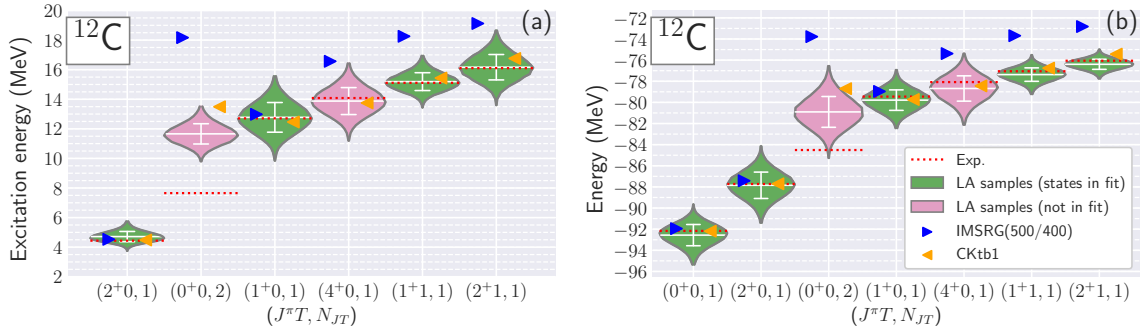 (a)
¹²C
Excitation energy (MeV)
20
18
16
14
12
10
8
6
4
2
(2⁺0, 1) (0⁺0, 2) (1⁺0, 1) (4⁺0, 1) (1⁺1, 1) (2⁺1, 1)
(J^πT, N_JT)
(b)
¹²C
Energy (MeV)
−72
−74
−76
−78
−80
−82
−84
−86
−88
−90
−92
−94
−96
Exp.
LA samples (states in fit)
LA samples (not in fit)
IMSRG(500/400)
CKtb1
(0⁺0, 1) (2⁺0, 1) (0⁺0, 2) (1⁺0, 1) (4⁺0, 1) (1⁺1, 1) (2⁺1, 1)
(J^πT, N_JT)